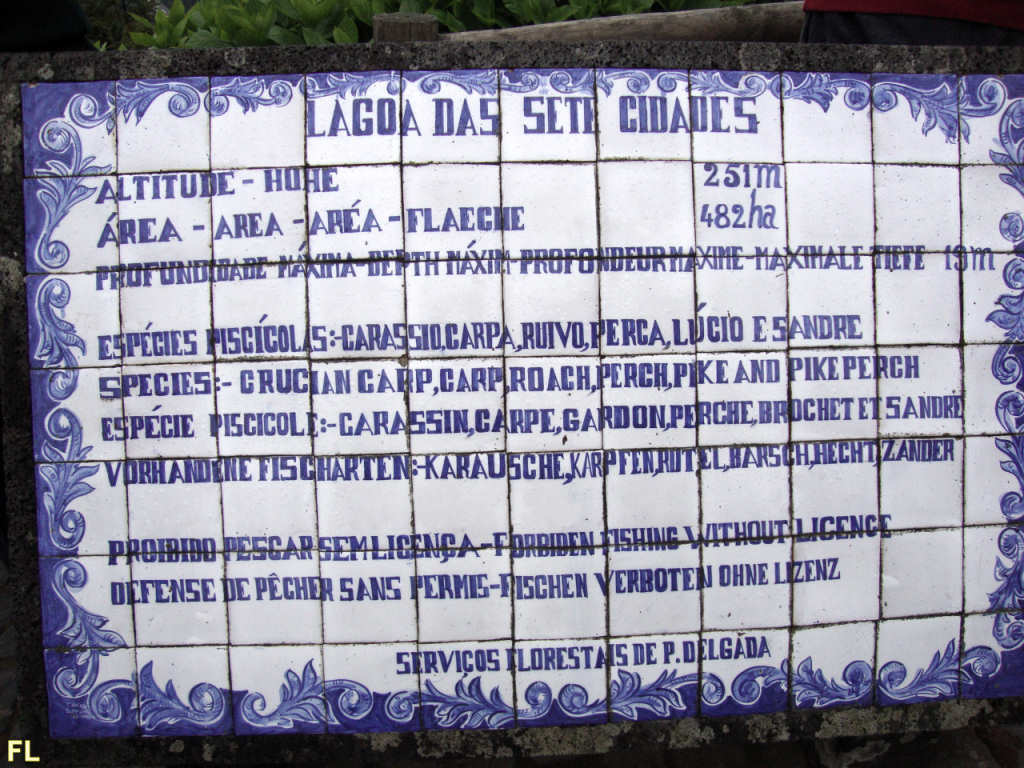 LAGOA DAS SETE CIDADES
ALTITUDE - HOHE 251m
ÁREA - AREA - ARÉA - FLAECHE 482ha
PROFUNDIDADE-MÁXIMA-DEPTH MÁXIM-PROFONDEUR MAXIME-MAXIMALE TIEFE 19m
ESPÉCIES PISCÍCOLAS:-CARASSIO,CARPA,RUIVO,PERCA,LÚCIO E SANDRE
SPECIES:- CRUCIAN CARP,CARP,ROACH,PERCH,PIKE AND PIKE PERCH
ESPÉCIE PISCICOLE:-CARASSIN,CARPE,GARDON,PERCHE,BROCHET ET SANDRE
VORHANDENE FISCHARTEN:-KARAUSCHE,KARPFEN,ROTEL,BARSCH,HECHT,ZANDER
PROIBIDO PESCAR SEM LICENÇA-FORBIDEN FISHING WITHOUT LICENCE
DEFENSE DE PÊCHER SANS PERMIS-FISCHEN VERBOTEN OHNE LIZENZ
SERVIÇOS FLORESTAIS DE P. DELGADA
FL